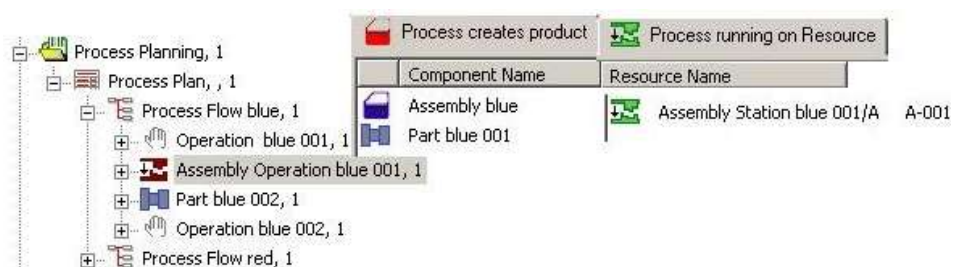 Process Planning, 1
Process Plan, , 1
Process Flow blue, 1
Operation  blue 001, 1
Assembly Operation blue 001, 1
Part blue 002, 1
Operation blue 002, 1
Process Flow red, 1
Process creates product
Process running on Resource
Component Name
Resource Name
Assembly blue
Part blue 001
Assembly Station blue 001/A A-001